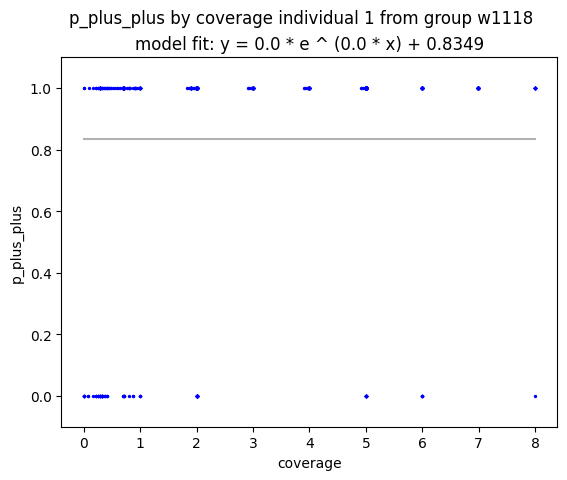 p_plus_plus by coverage individual 1 from group w1118
model fit: y = 0.0 * e ^ (0.0 * x) + 0.8349
1.0
0.8
0.6
0.4
0.2
0.0
p_plus_plus
0 1 2 3 4 5 6 7 8
coverage